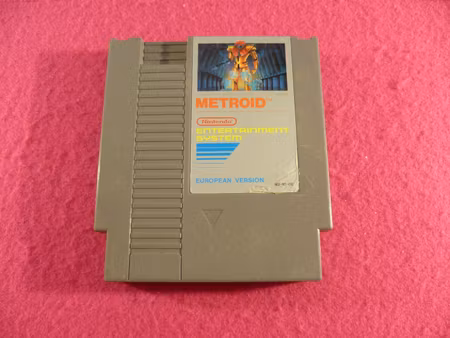 METROID™
Nintendo
ENTERTAINMENT
SYSTEM
EUROPEAN VERSION